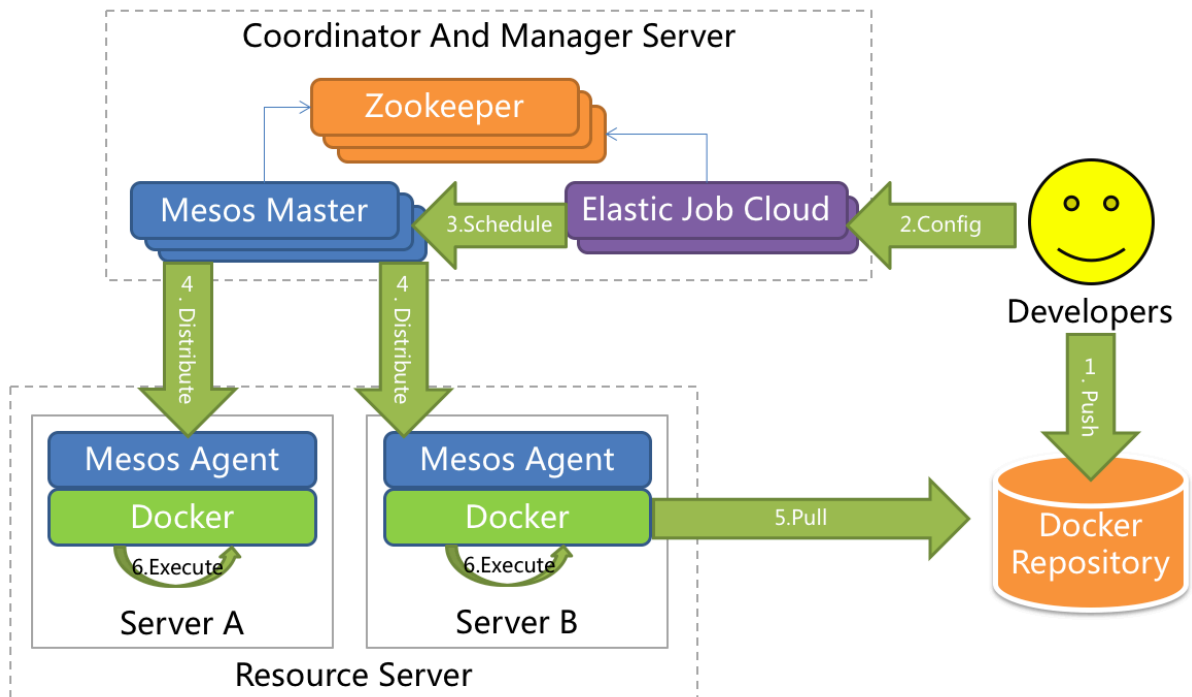 Coordinator And Manager Server
Zookeeper
Mesos Master
3.Schedule
Elastic Job Cloud
2.Config
Developers
4. Distribute
4. Distribute
1. Push
Mesos Agent
Docker
6.Execute
Server A
Mesos Agent
Docker
6.Execute
Server B
5.Pull
Docker
Repository
Resource Server